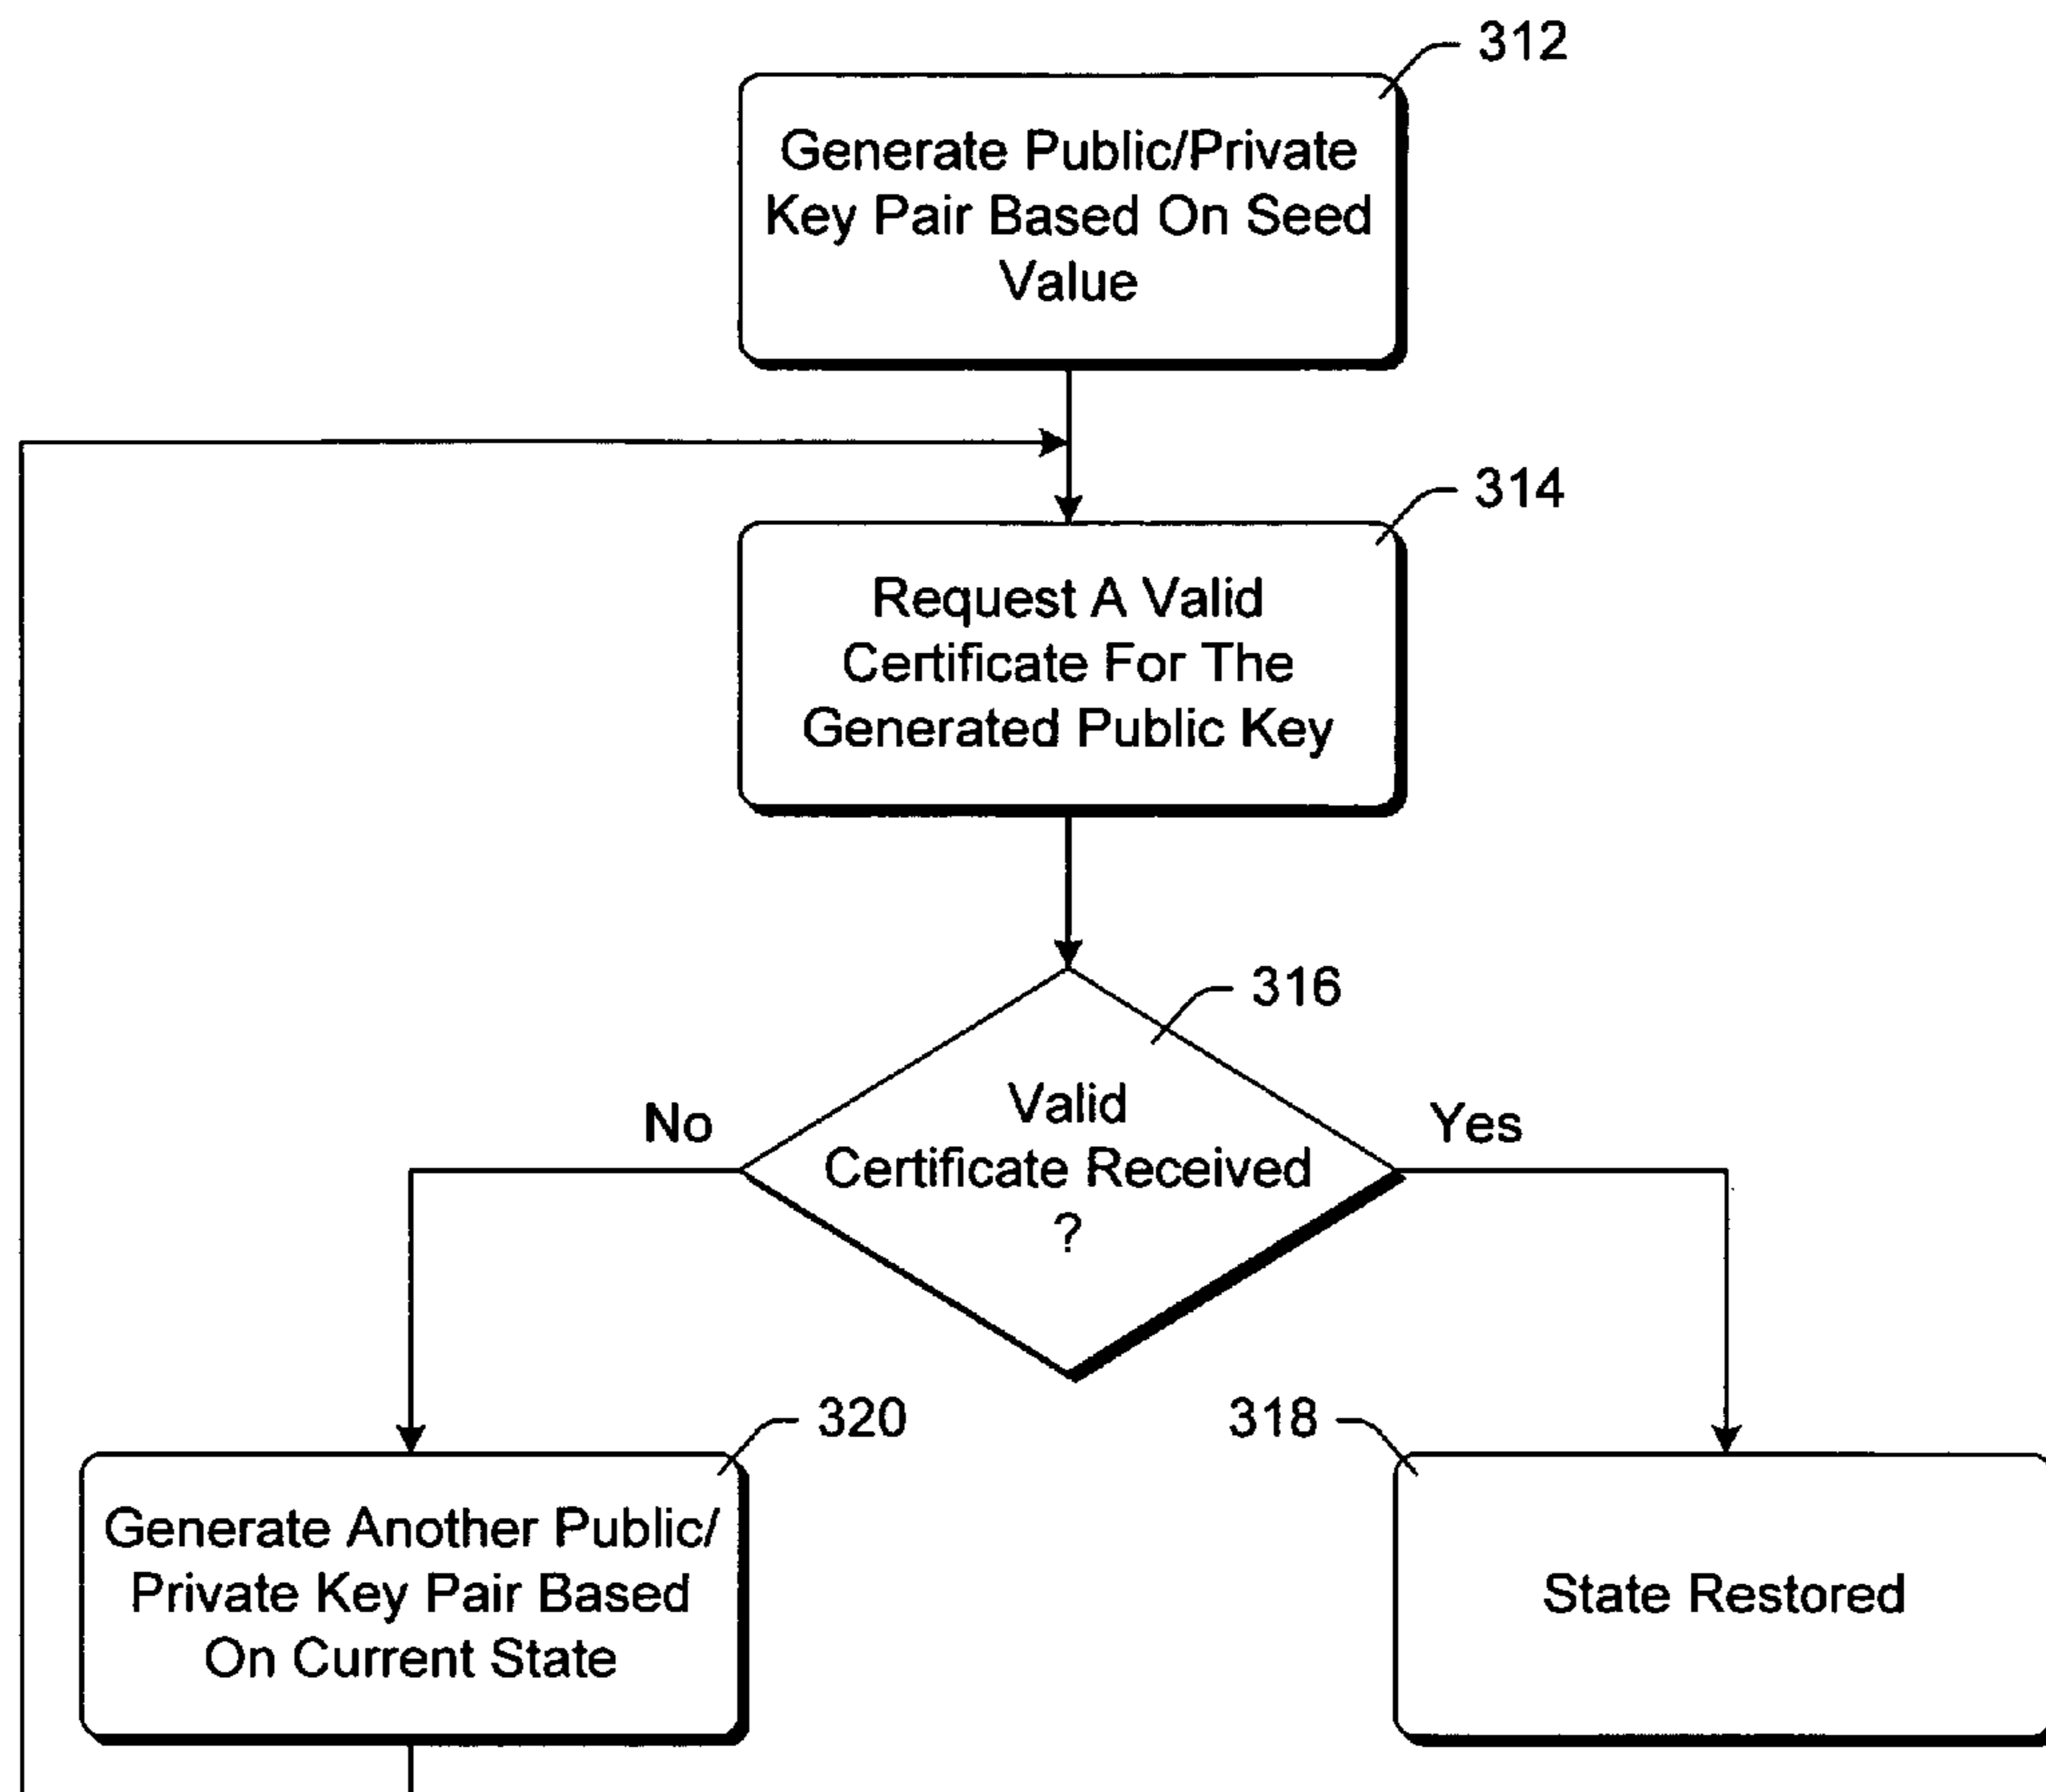 312
Generate Public/Private
Key Pair Based On Seed
Value
314
Request A Valid
Certificate For The
Generated Public Key
316
Valid
Certificate Received
?
No
Yes
320
Generate Another Public/
Private Key Pair Based
On Current State
318
State Restored